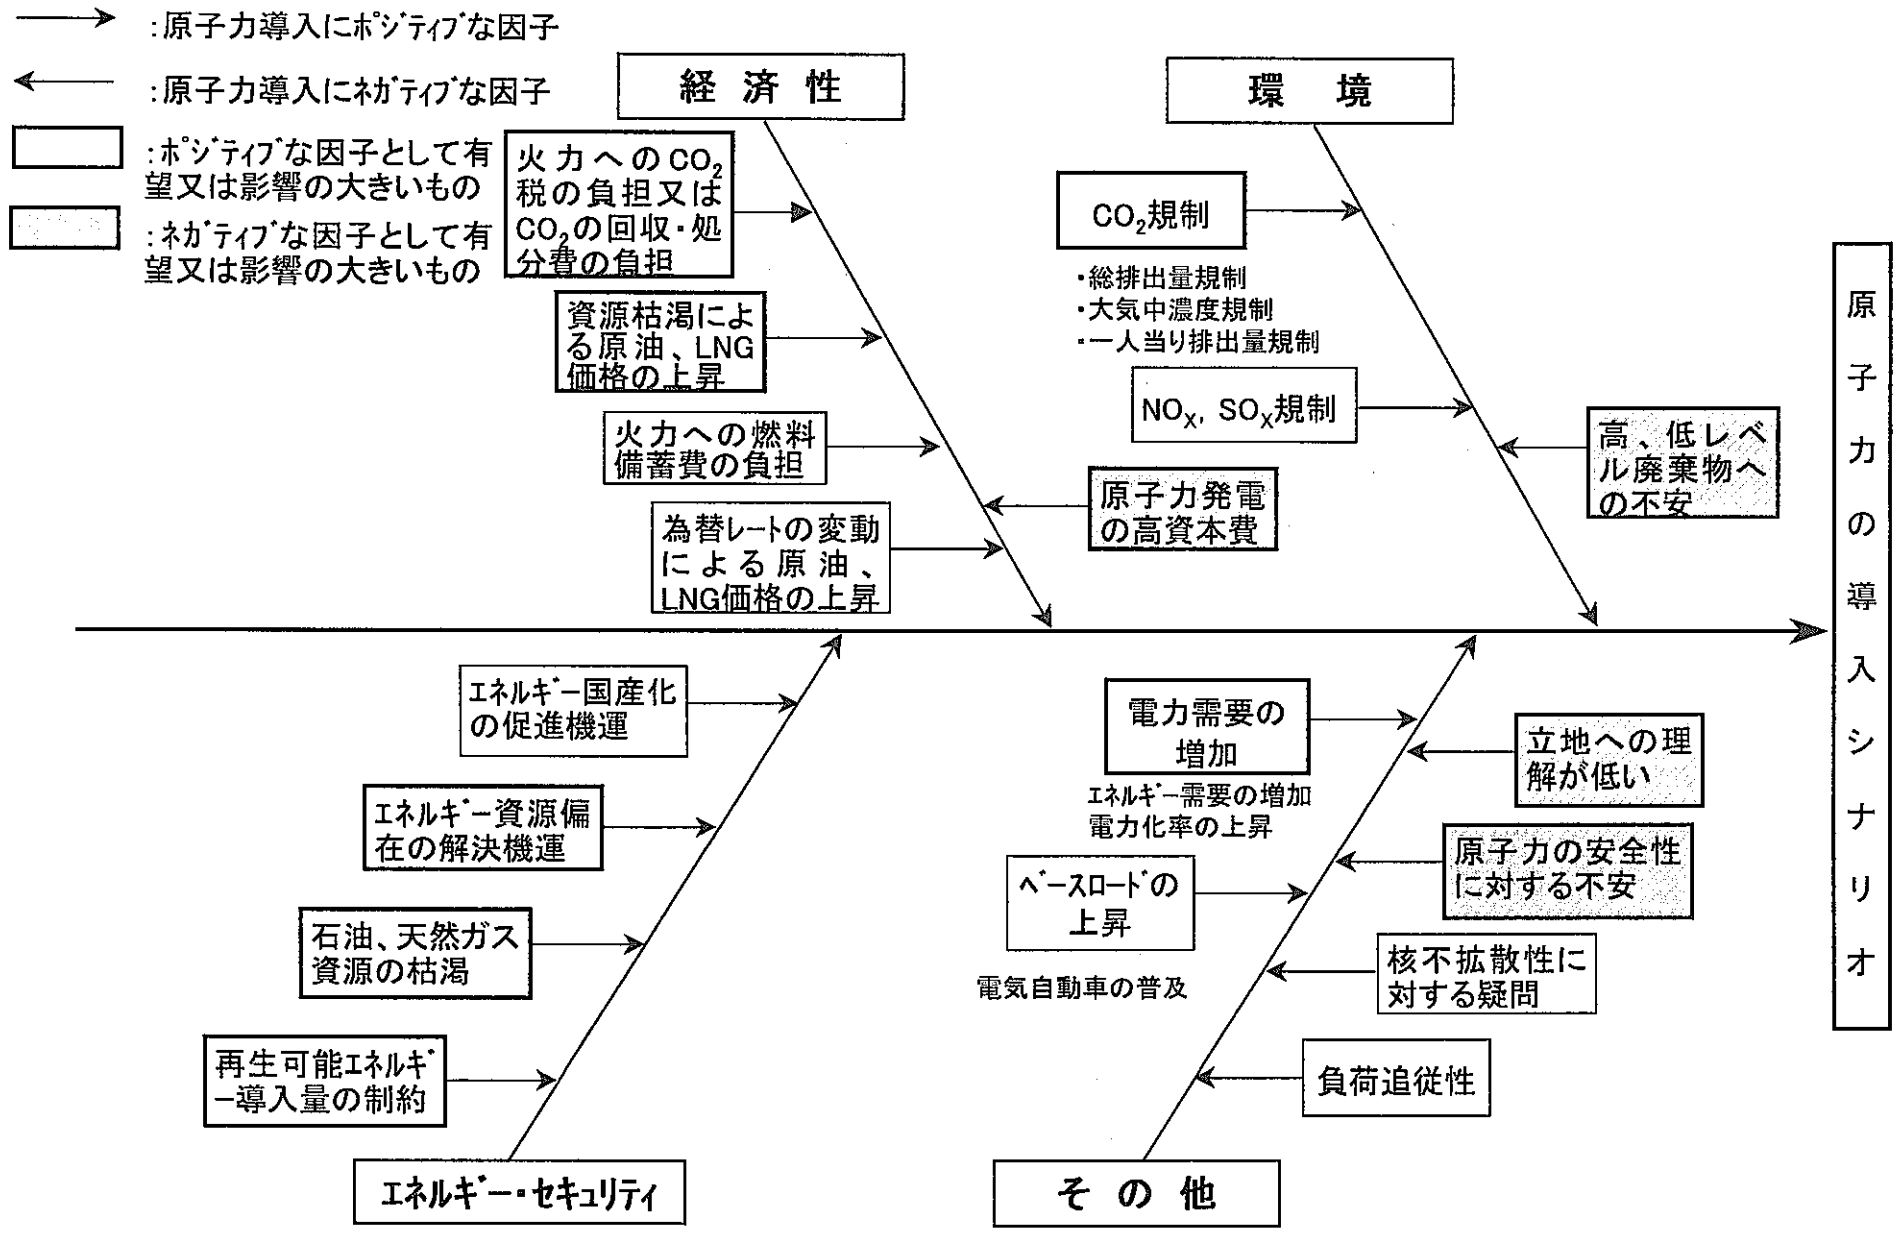 :原子力導入にポジティブな因子
:原子力導入にネガティブな因子
:ポジティブな因子として有
望又は影響の大きいもの
:ネガティブな因子として有
望又は影響の大きいもの
経済性
火力へのCO₂
税の負担又は
CO₂の回収・処
分費の負担
資源枯渇によ
る原油、LNG
価格の上昇
火力への燃料
備蓄費の負担
為替レートの変動
による原油、
LNG価格の上昇
原子力発電
の高資本費
環境
CO₂規制
・総排出量規制
・大気中濃度規制
・一人当り排出量規制
NOX, SOX規制
高、低レベ
ル廃棄物へ
の不安
エネルギー国産化
の促進機運
エネルギー資源偏
在の解決機運
石油、天然ガス
資源の枯渇
再生可能エネルギ
ー導入量の制約
エネルギー・セキュリティ
電力需要の
増加
エネルギー需要の増加
電力化率の上昇
ベースロードの
上昇
電気自動車の普及
立地への理
解が低い
原子力の安全性
に対する不安
核不拡散性に
対する疑問
負荷追従性
その他
原子力の導入シナリオ